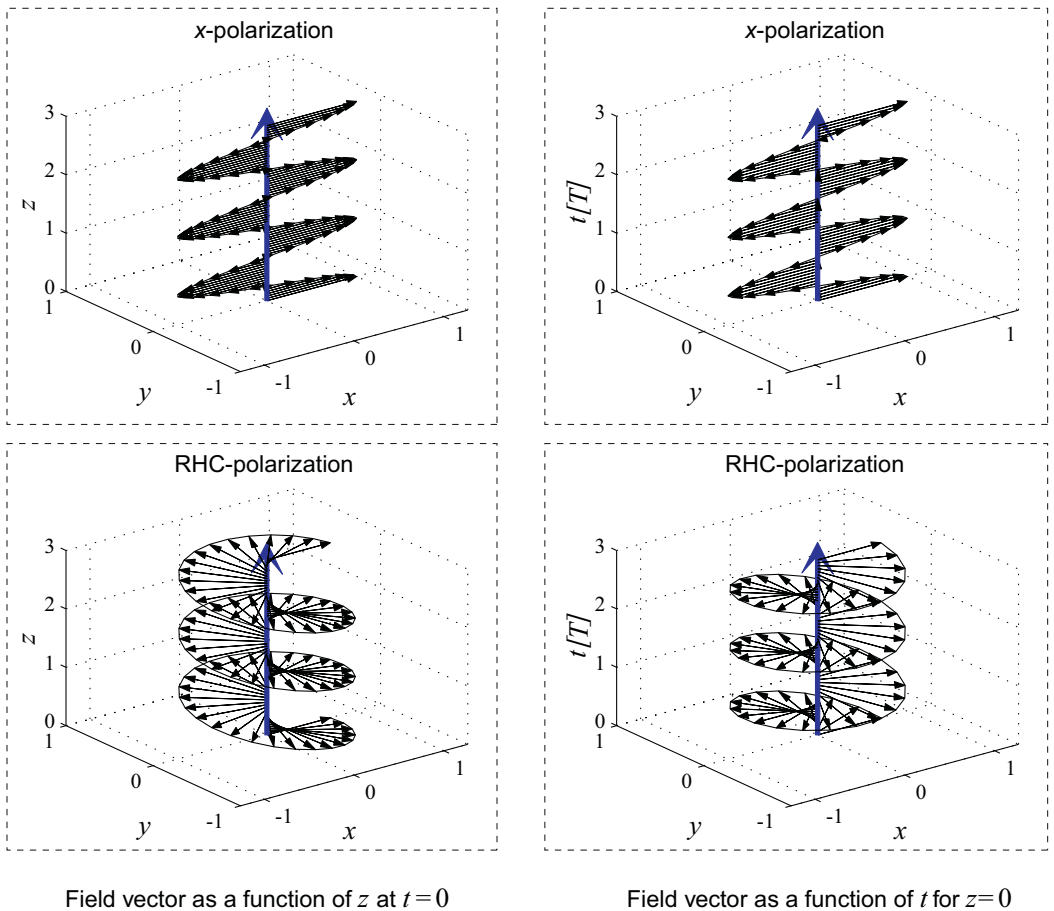 x-polarization
3
2
z
1
0
1
0
y
-1
-1
x
0
1
x-polarization
3
2
t[T]
1
0
1
0
y
-1
-1
x
0
1
RHC-polarization
3
2
z
1
0
1
0
y
-1
-1
x
0
1
RHC-polarization
3
2
t[T]
1
0
1
0
y
-1
-1
x
0
1
Field vector as a function of z at t=0
Field vector as a function of t for z=0